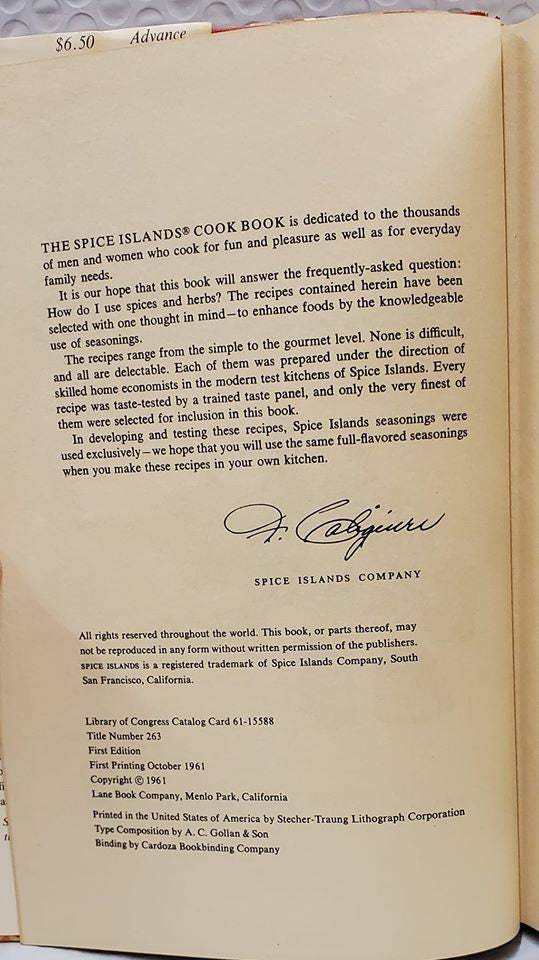 $6.50 Advance
THE SPICE ISLANDS® COOK BOOK is dedicated to the thousands
of men and women who cook for fun and pleasure as well as for everyday
family needs.
It is our hope that this book will answer the frequently-asked question:
How do I use spices and herbs? The recipes contained herein have been
selected with one thought in mind—to enhance foods by the knowledgeable
use of seasonings.
The recipes range from the simple to the gourmet level. None is difficult,
and all are delectable. Each of them was prepared under the direction of
skilled home economists in the modern test kitchens of Spice Islands. Every
recipe was taste-tested by a trained taste panel, and only the very finest of
them were selected for inclusion in this book.
In developing and testing these recipes, Spice Islands seasonings were
used exclusively—we hope that you will use the same full-flavored seasonings
when you make these recipes in your own kitchen.
SPICE ISLANDS COMPANY
All rights reserved throughout the world. This book, or parts thereof, may
not be reproduced in any form without written permission of the publishers.
SPICE ISLANDS is a registered trademark of Spice Islands Company, South
San Francisco, California.
Library of Congress Catalog Card 61-15588
Title Number 263
First Edition
First Printing October 1961
Copyright © 1961
Lane Book Company, Menlo Park, California
Printed in the United States of America by Stecher-Traung Lithograph Corporation
Type Composition by A. C. Gollan & Son
Binding by Cardoza Bookbinding Company